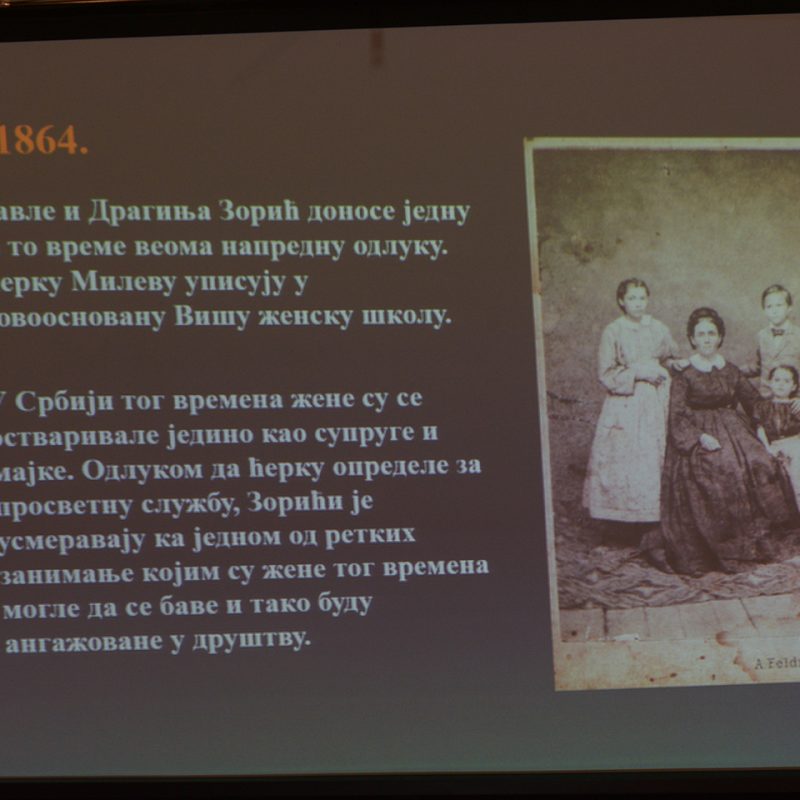 1864.
авле и Драгиња Зорић доносе једну
то време веома напредну одлуку.
ерку Милеву уписују у
овоосновану Вишу женску школу.
У Србији тог времена жене су се
остваривале једино као супруге и
мајке. Одлуком да ћерку определе за
просветну службу, Зорићи је
усмеравају ка једном од ретких
занимање којим су жене тог времена
могле да се баве и тако буду
ангажоване у друштву.
A.Feld